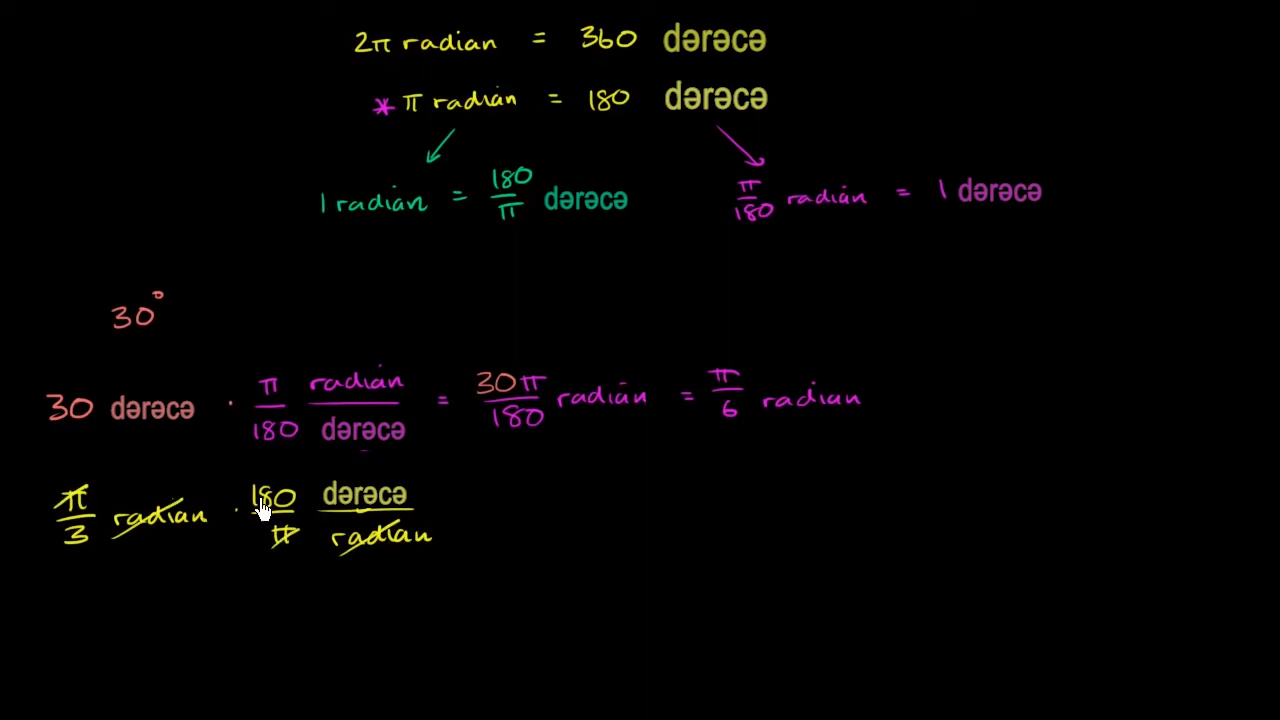 2π radian = 360 dərəcə
* π radian = 180 dərəcə
1 radian = 180/π dərəcə
π/180 radian = 1 dərəcə
30°
30 dərəcə · π/180 radian/dərəcə = 30π/180 radian = π/6 radian
π/3 radian · 180/π dərəcə/radian